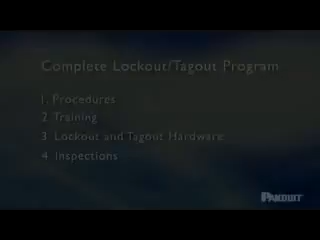 Complete Lockout/Tagout Program
1. Procedures
2. Training
3. Lockout and Tagout Hardware
4. Inspections
PANDUIT